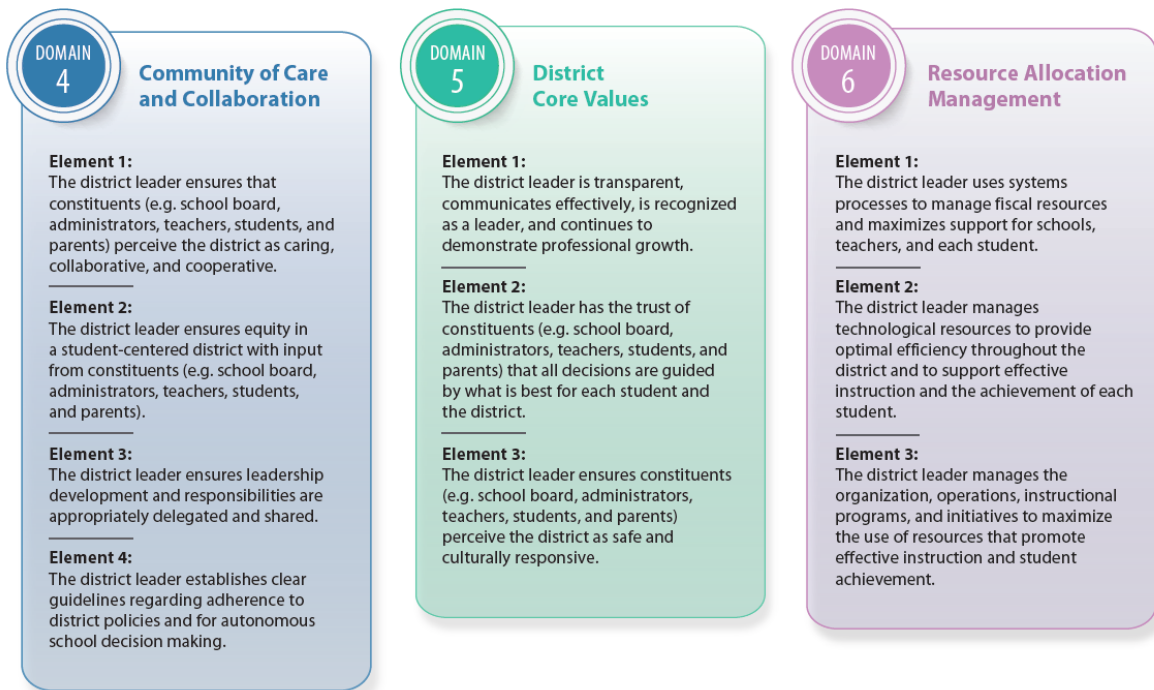 DOMAIN
4
Community of Care
and Collaboration
Element 1:
The district leader ensures that
constituents (e.g. school board,
administrators, teachers, students, and
parents) perceive the district as caring,
collaborative, and cooperative.
Element 2:
The district leader ensures equity in
a student-centered district with input
from constituents (e.g. school board,
administrators, teachers, students,
and parents).
Element 3:
The district leader ensures leadership
development and responsibilities are
appropriately delegated and shared.
Element 4:
The district leader establishes clear
guidelines regarding adherence to
district policies and for autonomous
school decision making.
DOMAIN
5
District
Core Values
Element 1:
The district leader is transparent,
communicates effectively, is recognized
as a leader, and continues to
demonstrate professional growth.
Element 2:
The district leader has the trust of
constituents (e.g. school board,
administrators, teachers, students, and
parents) that all decisions are guided
by what is best for each student and
the district.
Element 3:
The district leader ensures constituents
(e.g. school board, administrators,
teachers, students, and parents)
perceive the district as safe and
culturally responsive.
DOMAIN
6
Resource Allocation
Management
Element 1:
The district leader uses systems
processes to manage fiscal resources
and maximizes support for schools,
teachers, and each student.
Element 2:
The district leader manages
technological resources to provide
optimal efficiency throughout the
district and to support effective
instruction and the achievement of each
student.
Element 3:
The district leader manages the
organization, operations, instructional
programs, and initiatives to maximize
the use of resources that promote
effective instruction and student
achievement.